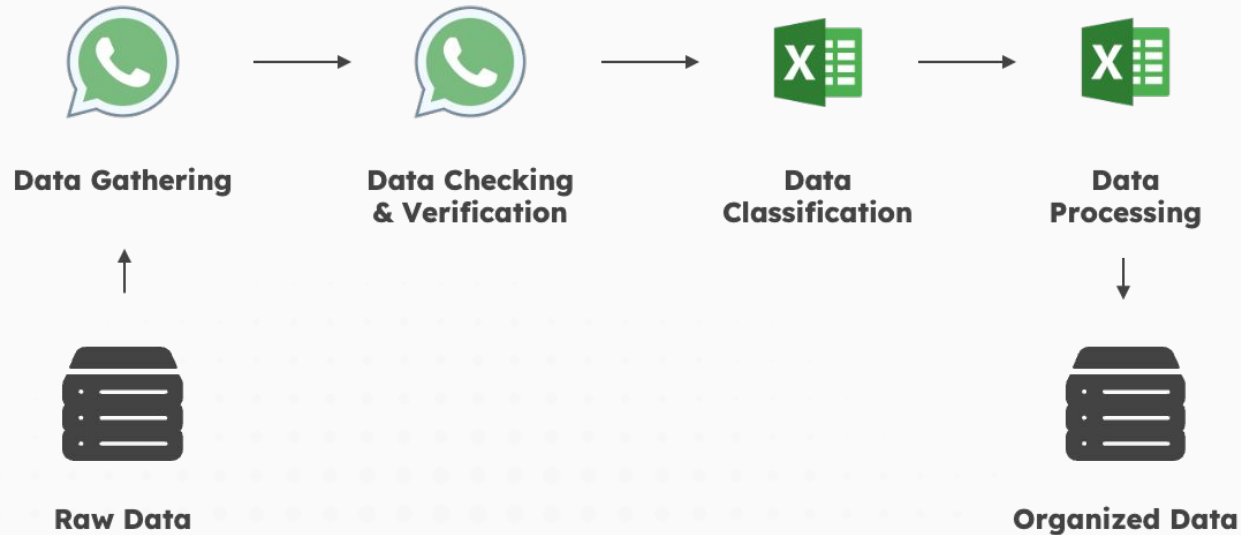 Data Gathering
Data Checking
& Verification
Data
Classification
Data
Processing
Raw Data
Organized Data